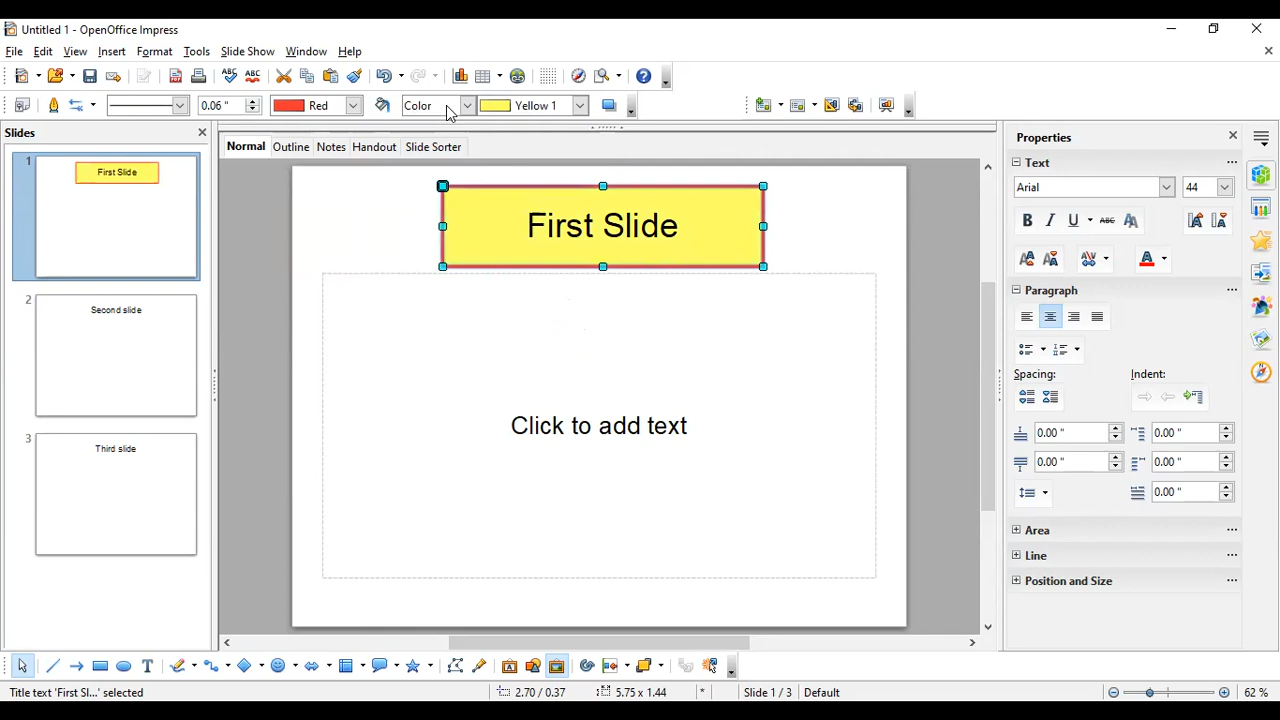 Untitled 1 - OpenOffice Impress
File Edit View Insert Format Tools Slide Show Window Help
0.06 " Red Color Yellow 1
Slides
Normal Outline Notes Handout Slide Sorter
1
First Slide
2
Second slide
3
Third slide
First Slide
Click to add text
Properties
Text
Arial 44
Paragraph
Spacing: Indent:
0.00 " 0.00 "
0.00 " 0.00 "
0.00 "
Area
Line
Position and Size
Title text 'First Sl...' selected 2.70 / 0.37 5.75 x 1.44 * Slide 1 / 3 Default 62 %